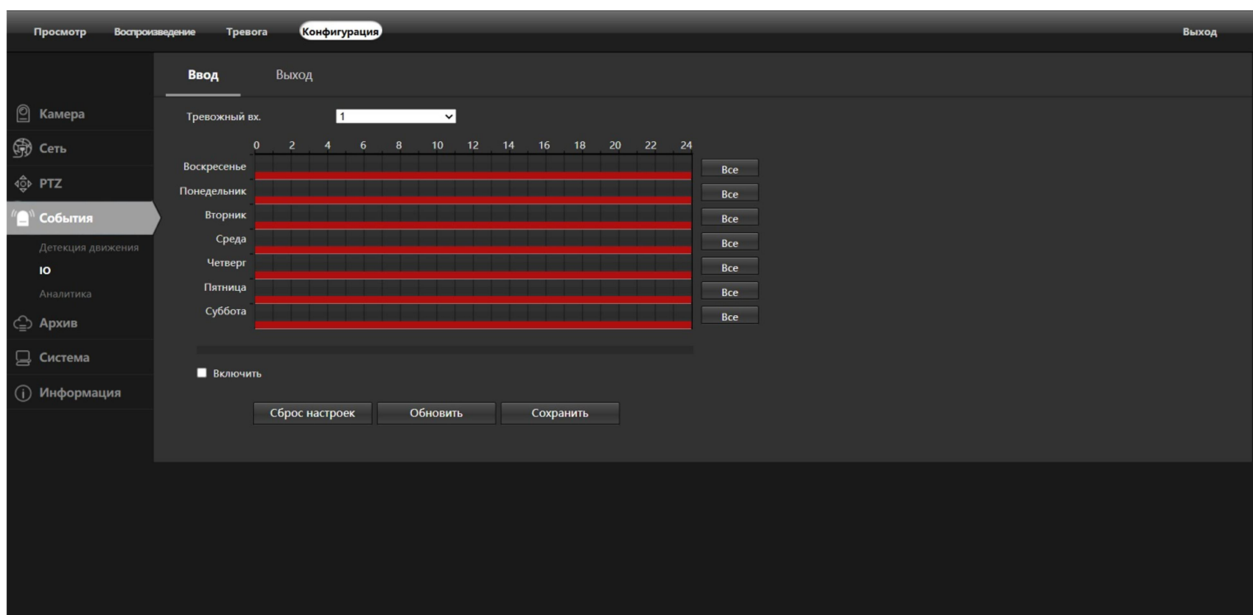 Просмотр Воспроизведение Тревога Конфигурация Выход
Ввод Выход
Камера
Сеть
PTZ
События
Детекция движения
IO
Аналитика
Архив
Система
Информация
Тревожный вх. 1
0 2 4 6 8 10 12 14 16 18 20 22 24
Воскресенье Все
Понедельник Все
Вторник Все
Среда Все
Четверг Все
Пятница Все
Суббота Все
Включить
Сброс настроек Обновить Сохранить